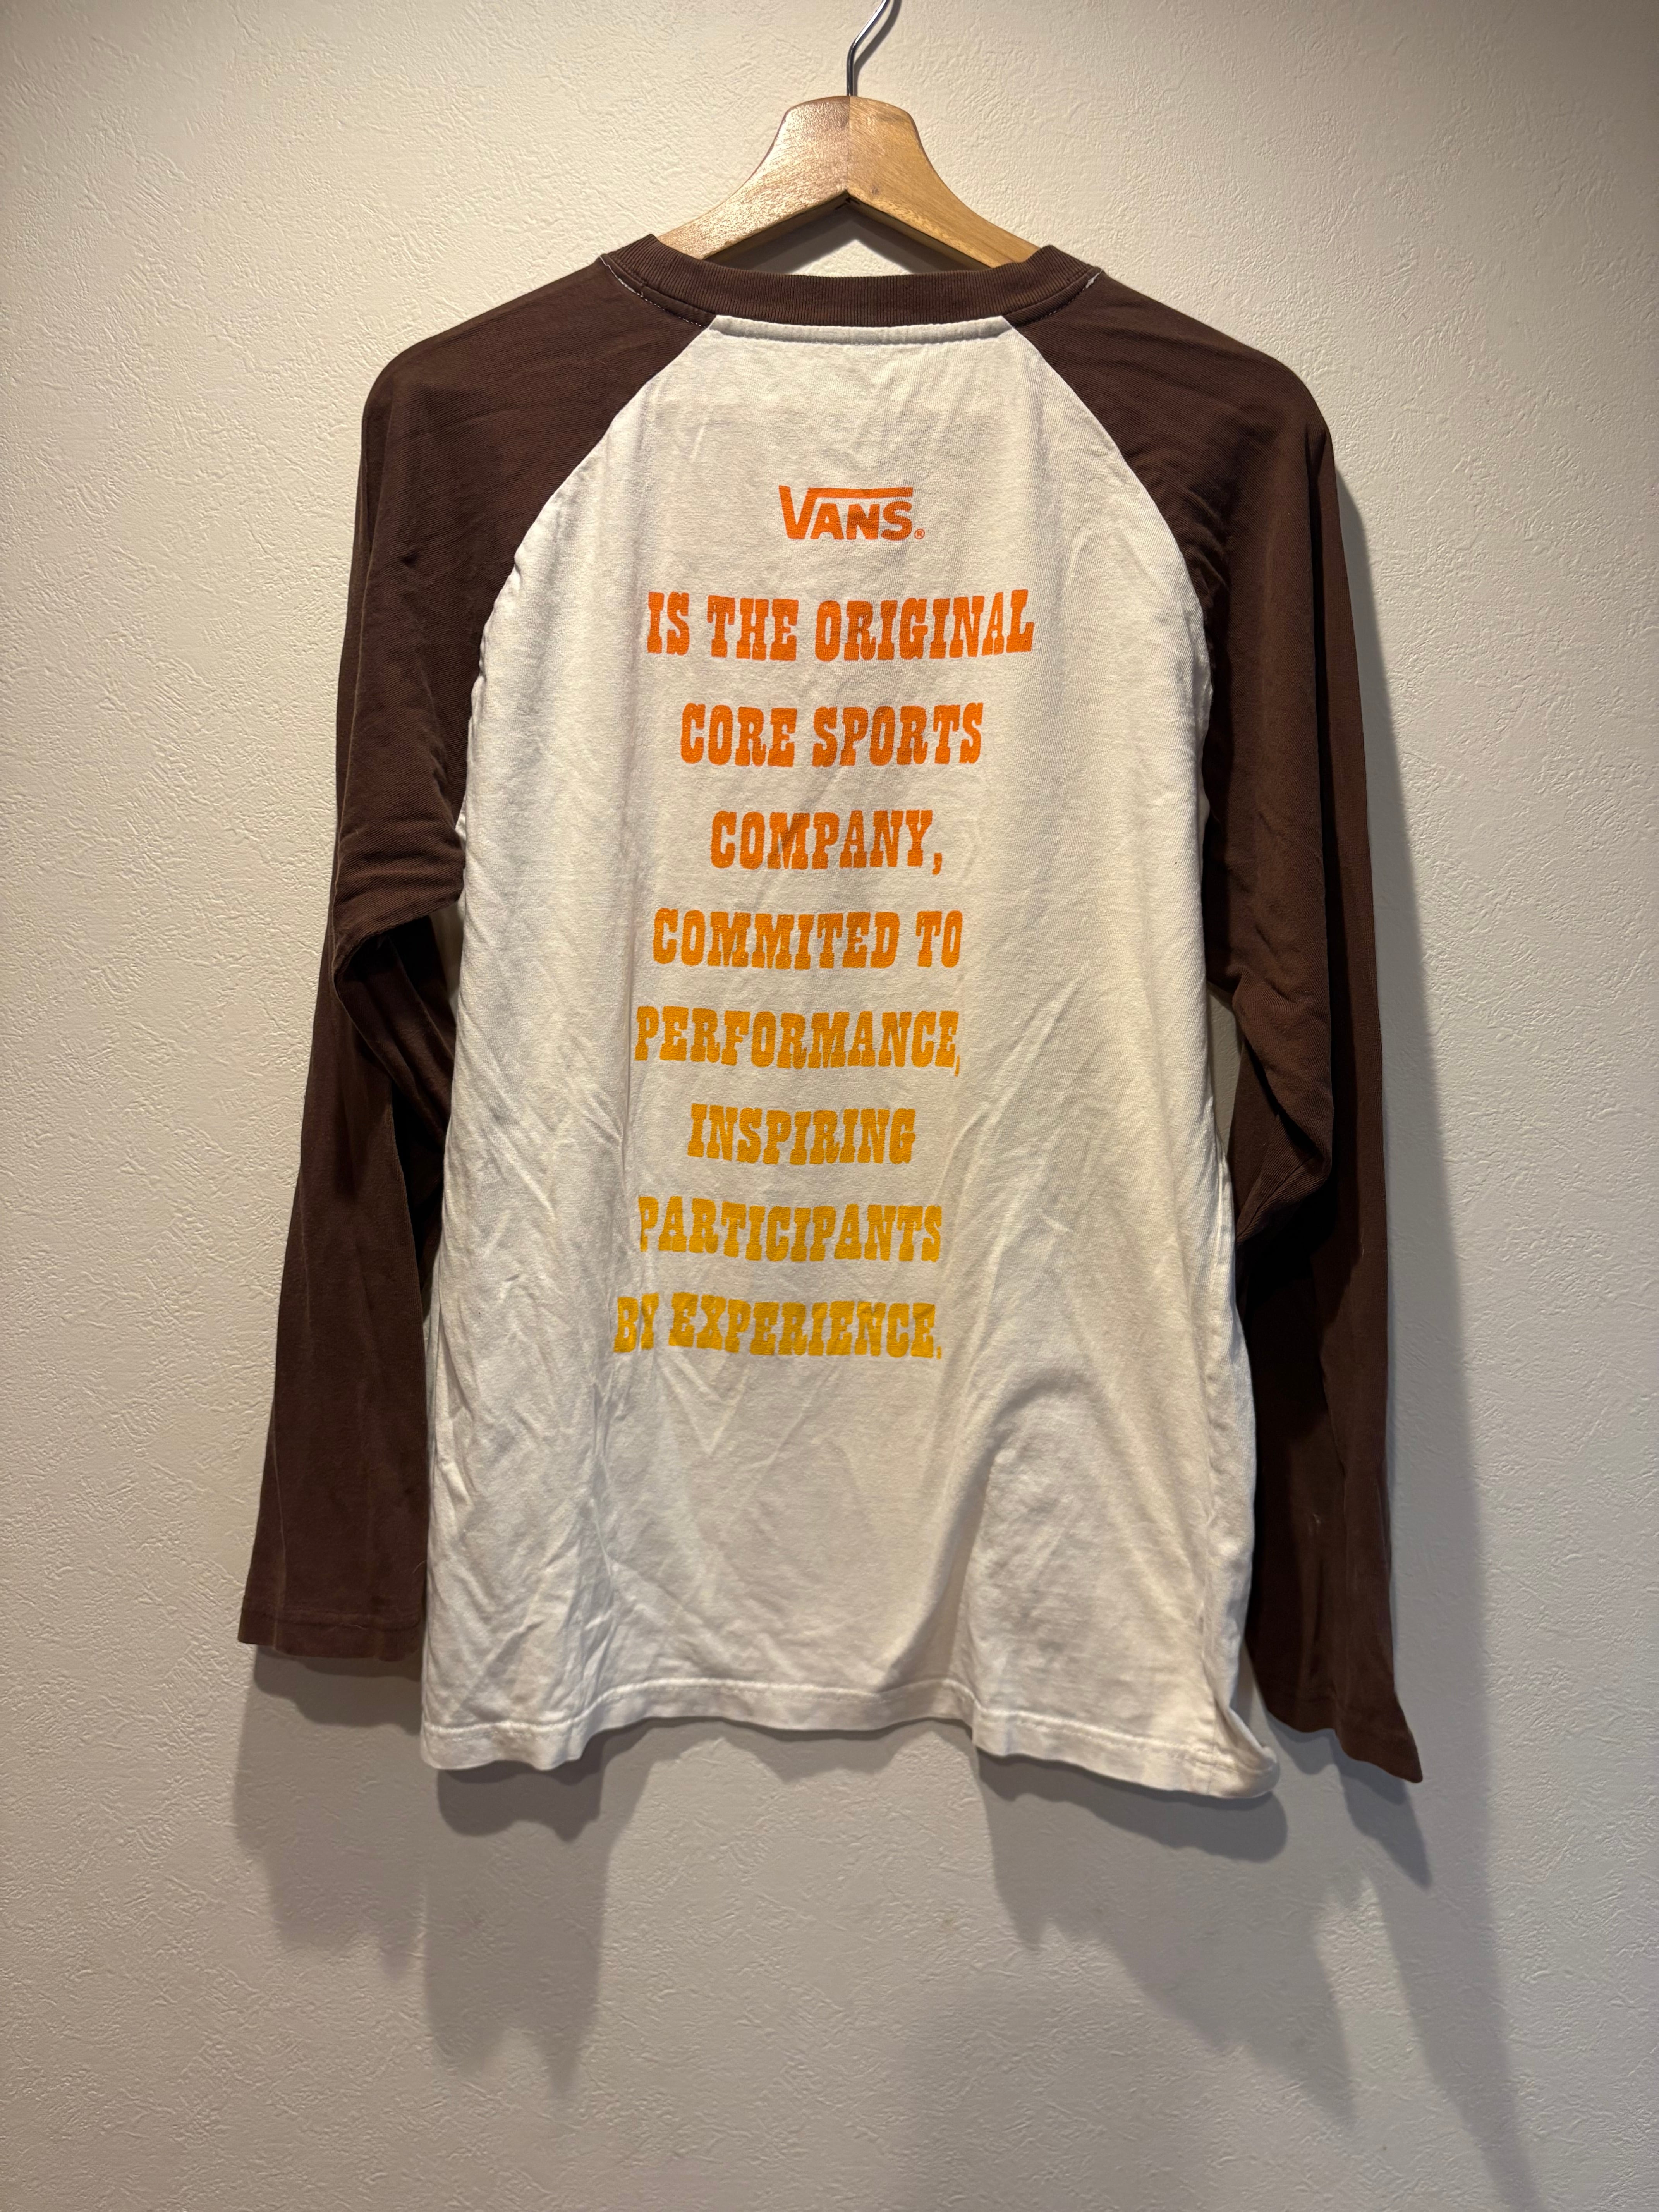 VANS®
IS THE ORIGINAL
CORE SPORTS
COMPANY,
COMMITED TO
PERFORMANCE,
INSPIRING
PARTICIPANTS
BY EXPERIENCE.